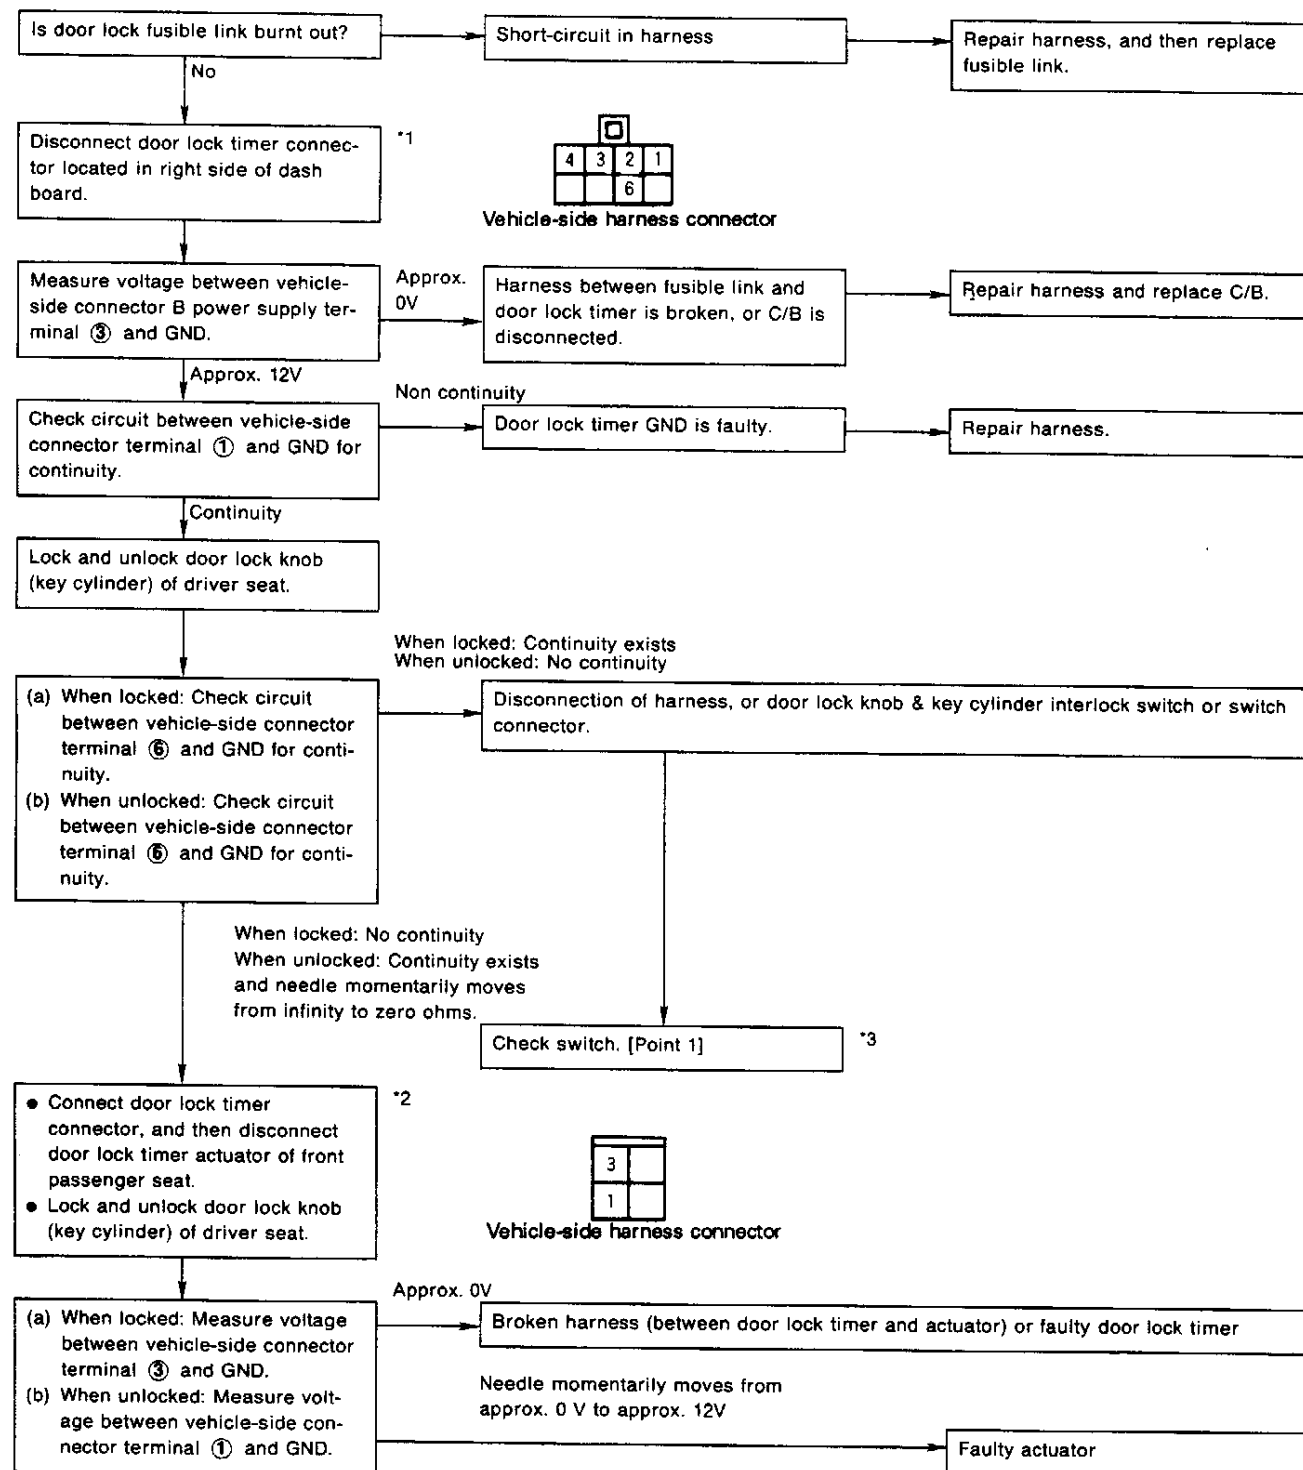 Is door lock fusible link burnt out?
Short-circuit in harness
Repair harness, and then replace
fusible link.
No
Disconnect door lock timer connec-
tor located in right side of dash
board.
*1
4 3 2 1
6
Vehicle-side harness connector
Measure voltage between vehicle-
side connector B power supply ter-
minal ③ and GND.
Approx.
0V
Harness between fusible link and
door lock timer is broken, or C/B is
disconnected.
Repair harness and replace C/B.
Approx. 12V
Check circuit between vehicle-side
connector terminal ① and GND for
continuity.
Non continuity
Door lock timer GND is faulty.
Repair harness.
Continuity
Lock and unlock door lock knob
(key cylinder) of driver seat.
When locked: Continuity exists
When unlocked: No continuity
(a) When locked: Check circuit
between vehicle-side connector
terminal ⑥ and GND for conti-
nuity.
(b) When unlocked: Check circuit
between vehicle-side connector
terminal ⑥ and GND for conti-
nuity.
Disconnection of harness, or door lock knob & key cylinder interlock switch or switch
connector.
When locked: No continuity
When unlocked: Continuity exists
and needle momentarily moves
from infinity to zero ohms.
Check switch. [Point 1]
*3
● Connect door lock timer
connector, and then disconnect
door lock timer actuator of front
passenger seat.
● Lock and unlock door lock knob
(key cylinder) of driver seat.
*2
3
1
Vehicle-side harness connector
(a) When locked: Measure voltage
between vehicle-side connector
terminal ③ and GND.
(b) When unlocked: Measure volt-
age between vehicle-side con-
nector terminal ① and GND.
Approx. 0V
Broken harness (between door lock timer and actuator) or faulty door lock timer
Needle momentarily moves from
approx. 0 V to approx. 12V
Faulty actuator